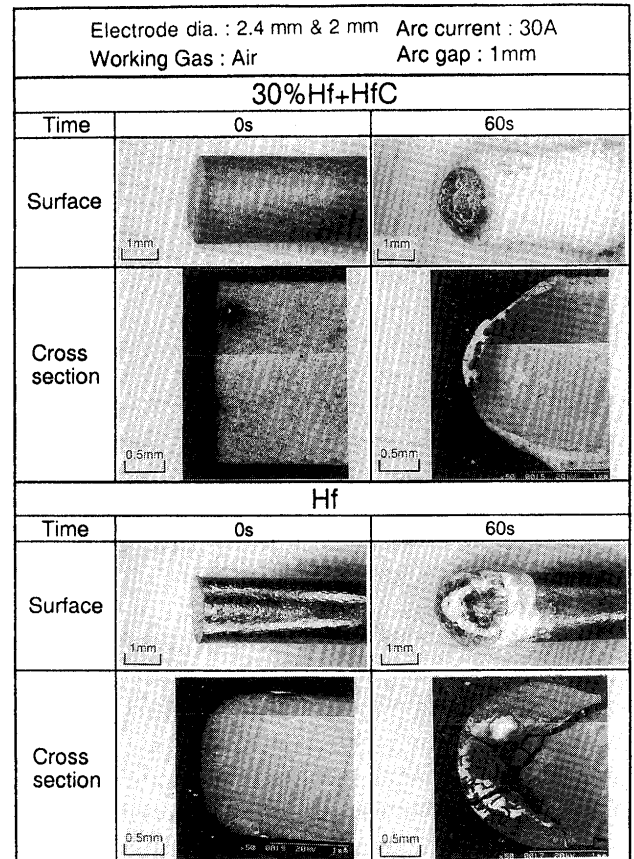 Electrode dia. : 2.4 mm & 2 mm Arc current : 30A
Working Gas : Air Arc gap : 1mm
30%Hf+HfC
Time 0s 60s
Surface
1mm 1mm
Cross
section
0.5mm 0.5mm
Hf
Time 0s 60s
Surface
1mm 1mm
Cross
section
0.5mm 0.5mm